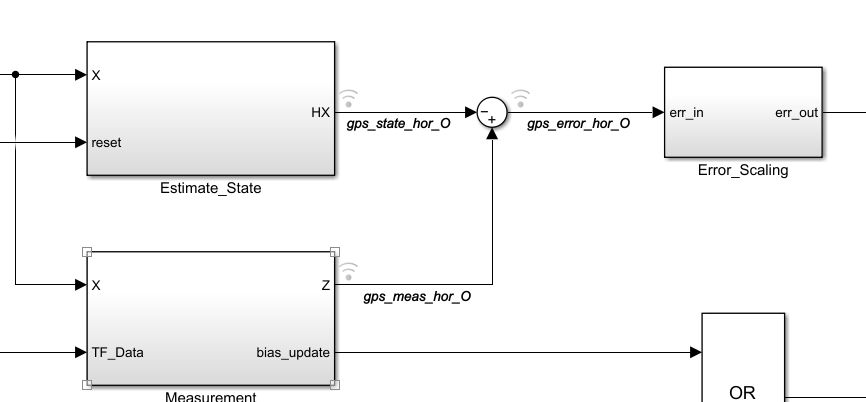 X
HX
reset
Estimate_State
gps_state_hor_O
−
+
gps_error_hor_O
err_in
err_out
Error_Scaling
X
Z
gps_meas_hor_O
TF_Data
bias_update
Measurement
OR